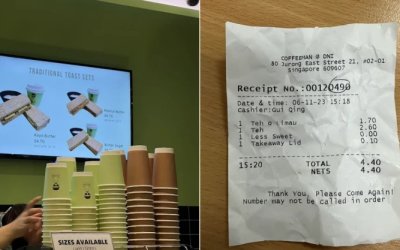 TRADITIONAL TOAST SETS
SIZES AVAILABLE
COFFEEMAN @ DNI
80 Jurong East Street 21, #02-01
Singapore 609607
Receipt No.:00120490
Date & time: 06-11-23 15:18
Cashier:Gui Qing
1 Teh o Limau 1.70
1 Teh 2.60
1 Less Sweet 0.00
1 Takeaway Lid 0.10
15:20 TOTAL 4.40
NETS 4.40
Thank You, Please Come Again!
Number may not be called in order